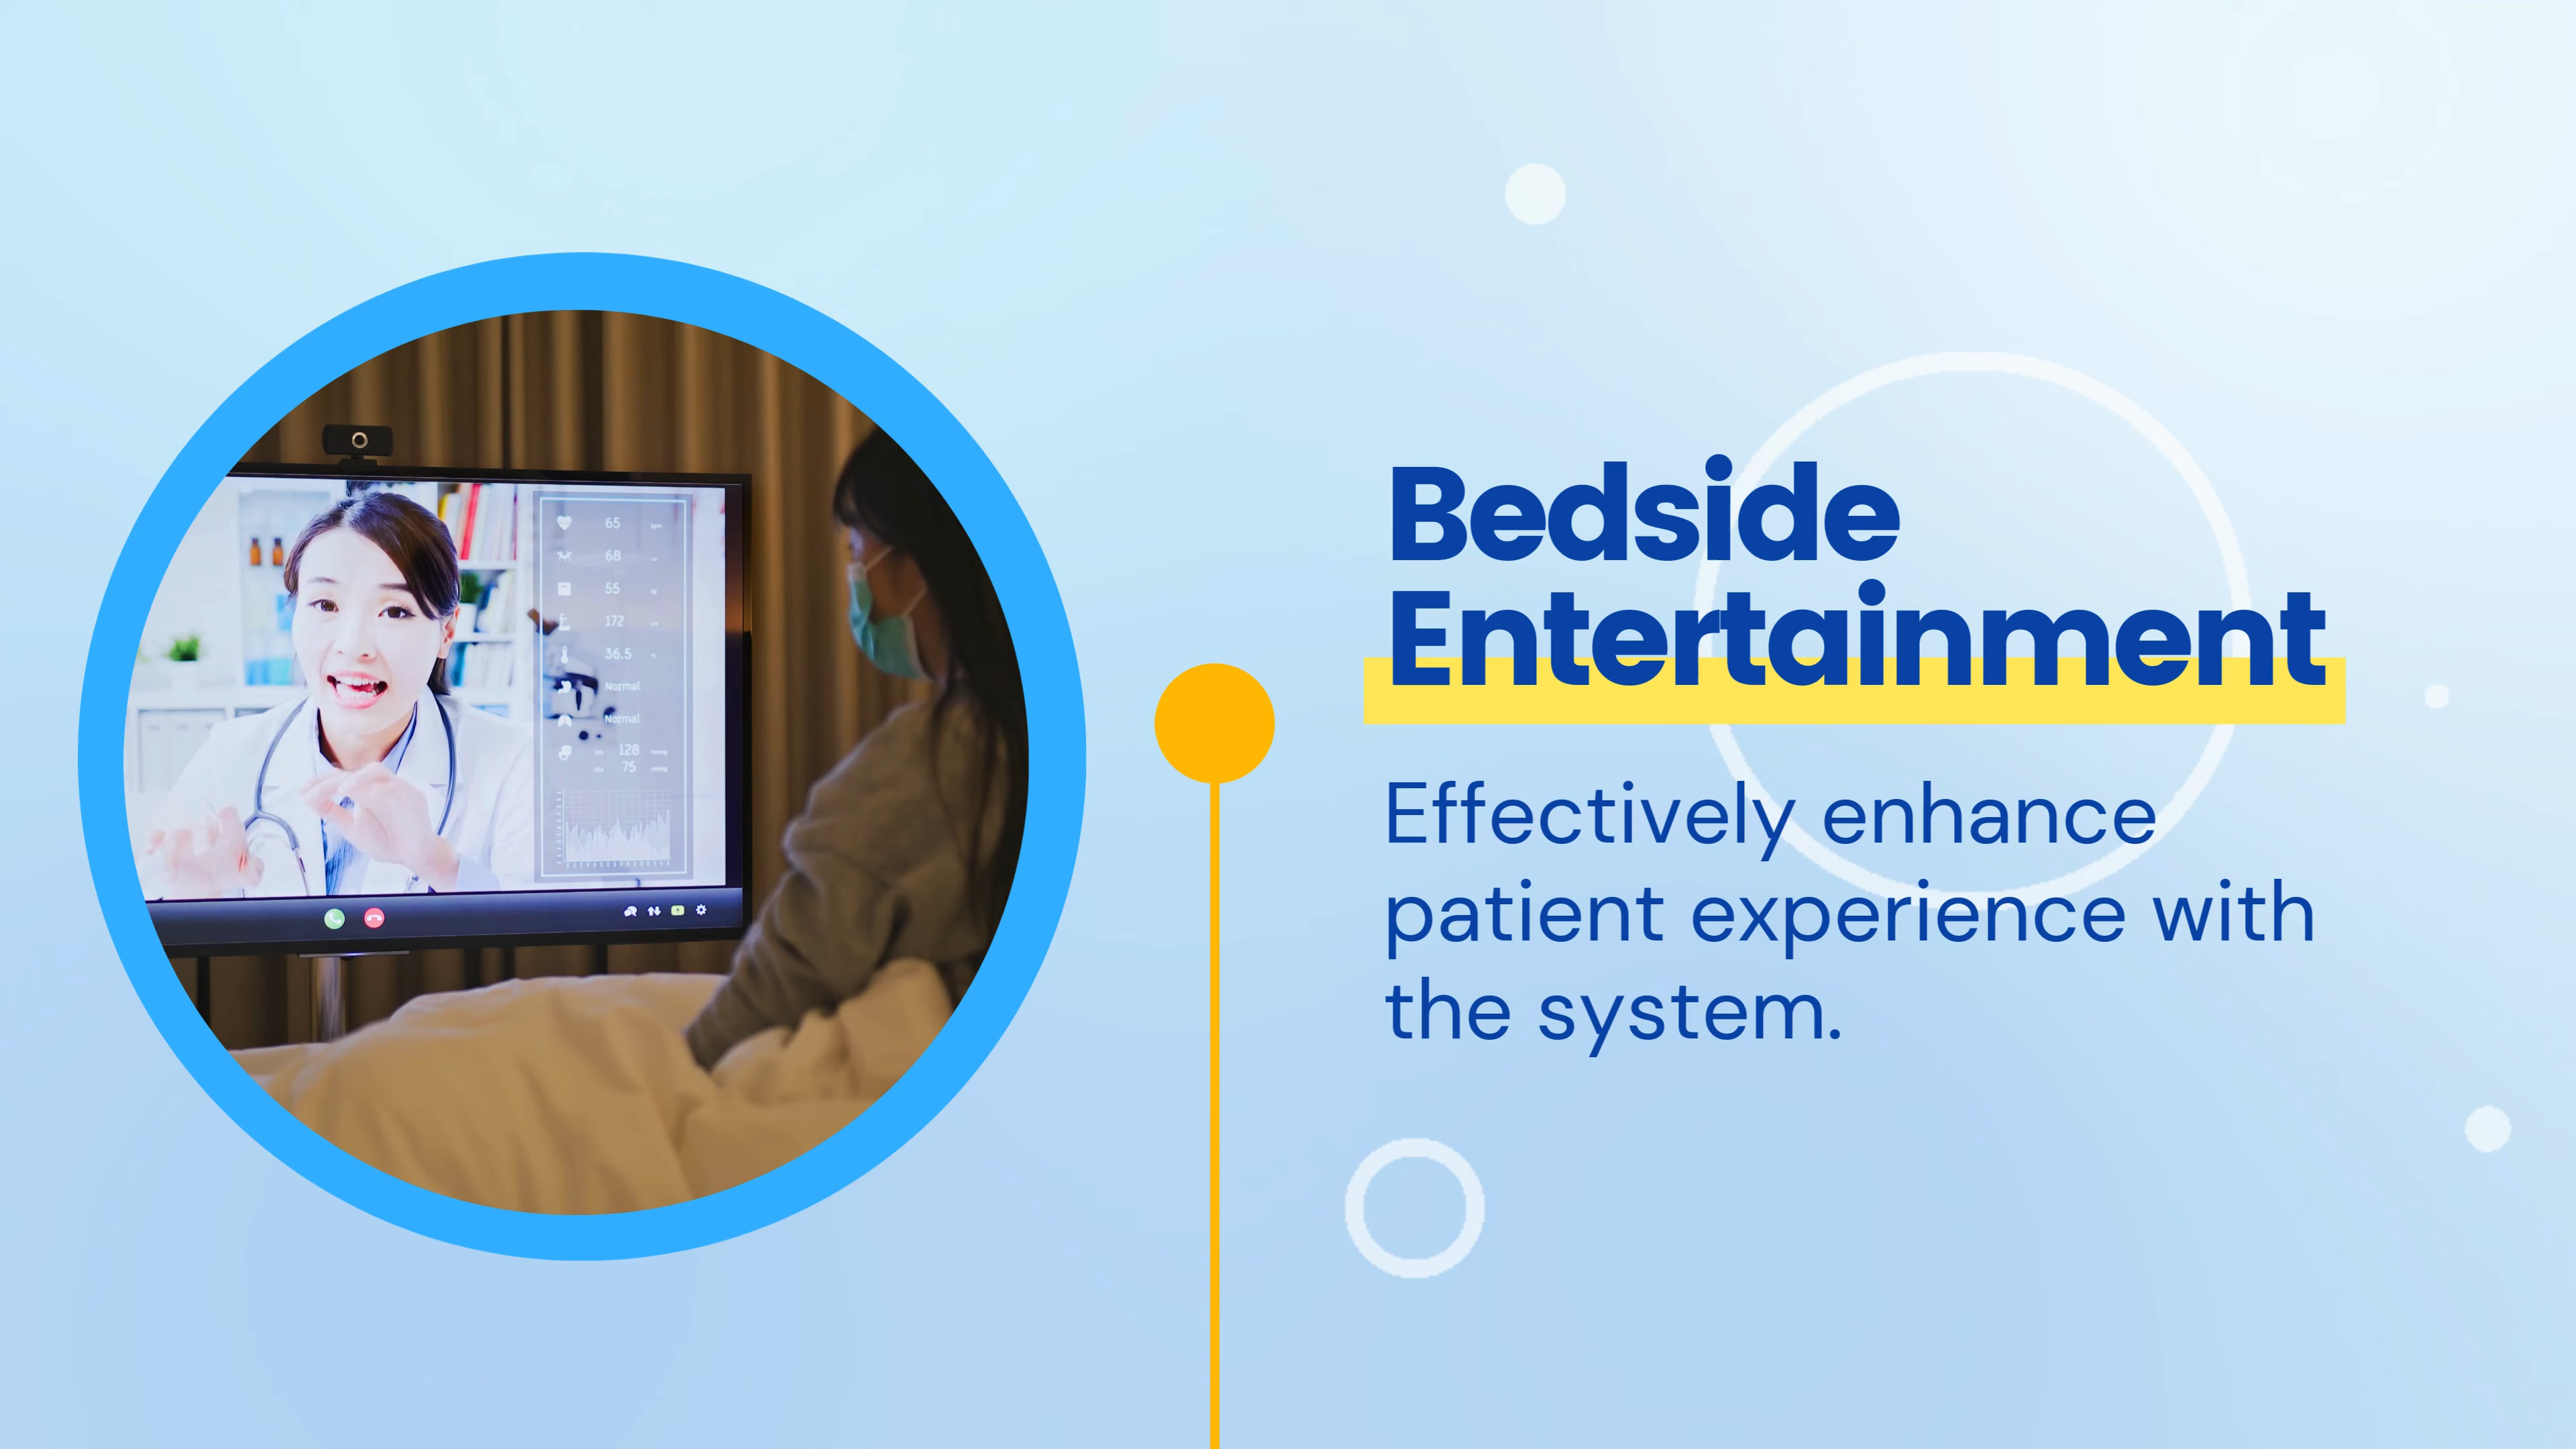 Bedside
Entertainment
Effectively enhance
patient experience with
the system.
65
68
55
172
36.5
Normal
Normal
128
75